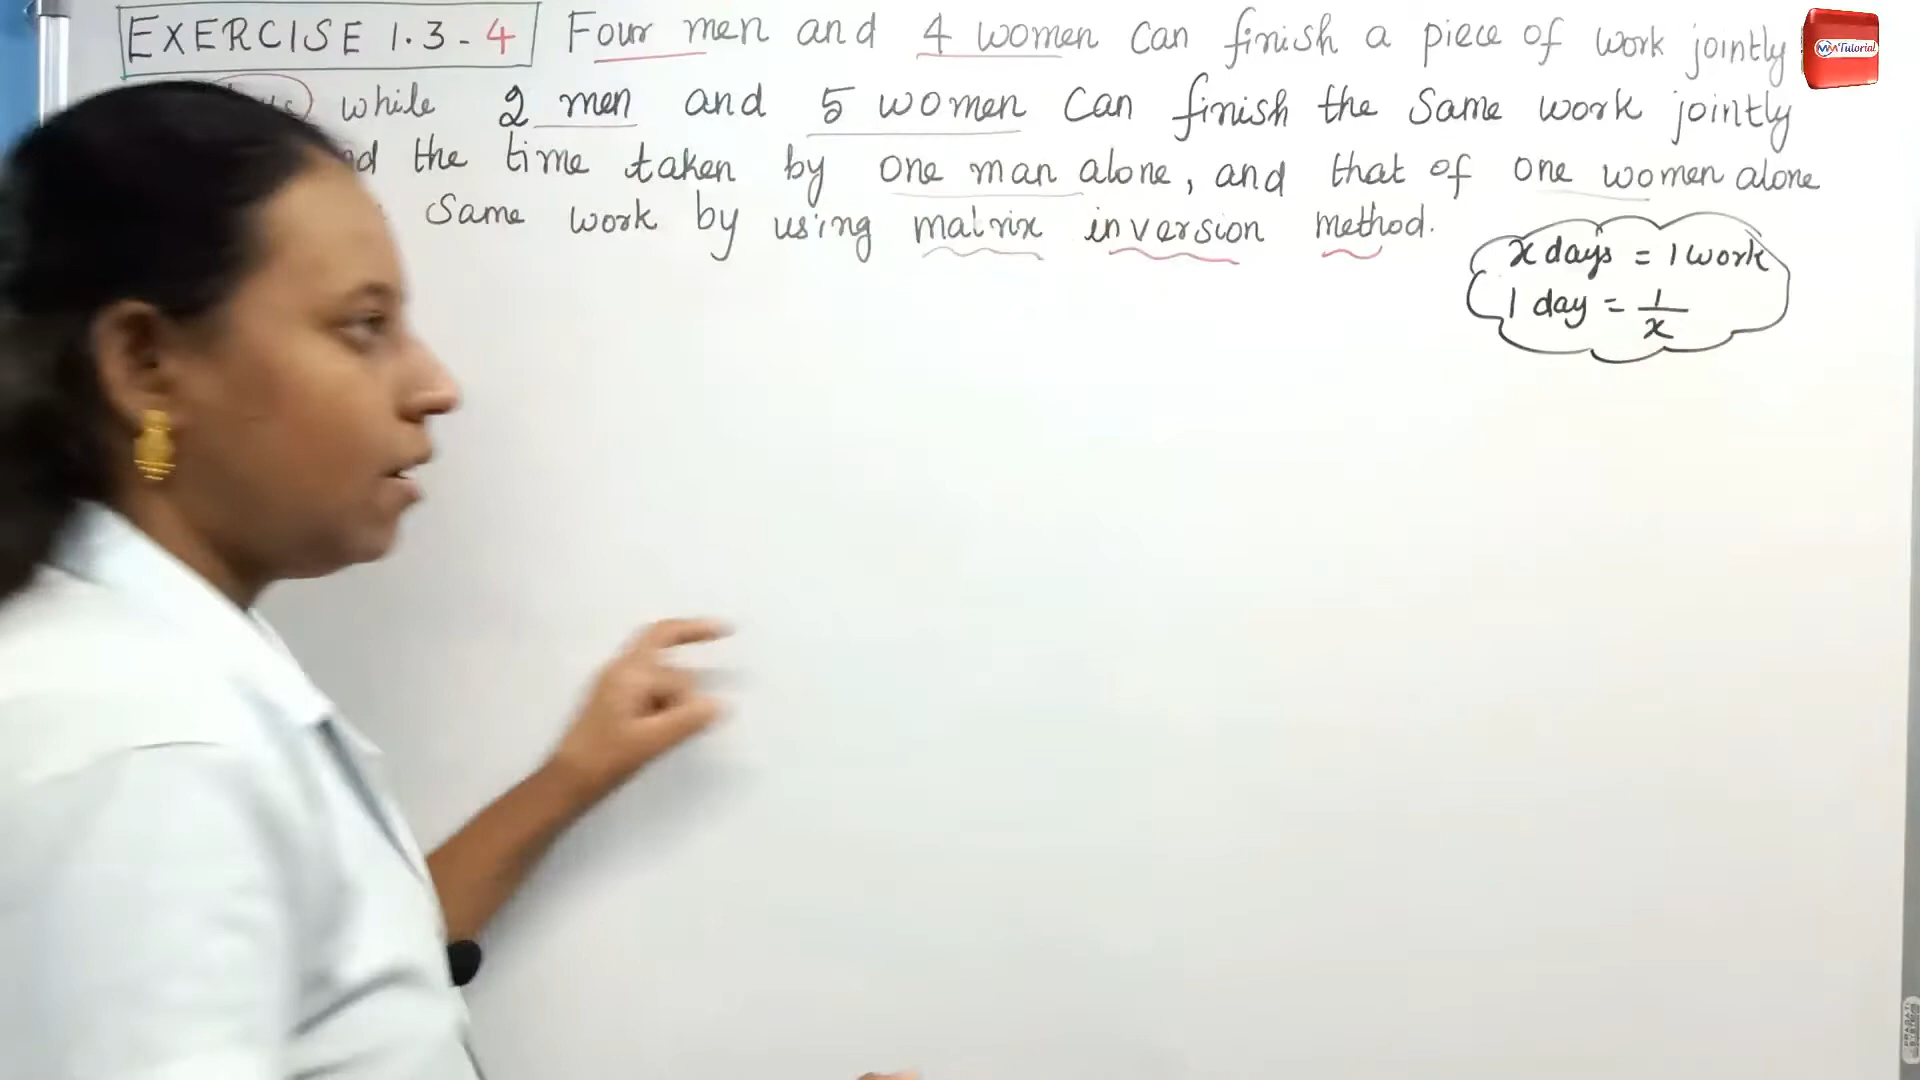 EXERCISE 1.3-4 Four men and 4 women can finish a piece of work jointly
while 2 men and 5 women can finish the same work jointly
the time taken by one man alone, and that of one women alone
same work by using matrix inversion method.
x days = 1 work
1 day = 1/x
MM Tutorial